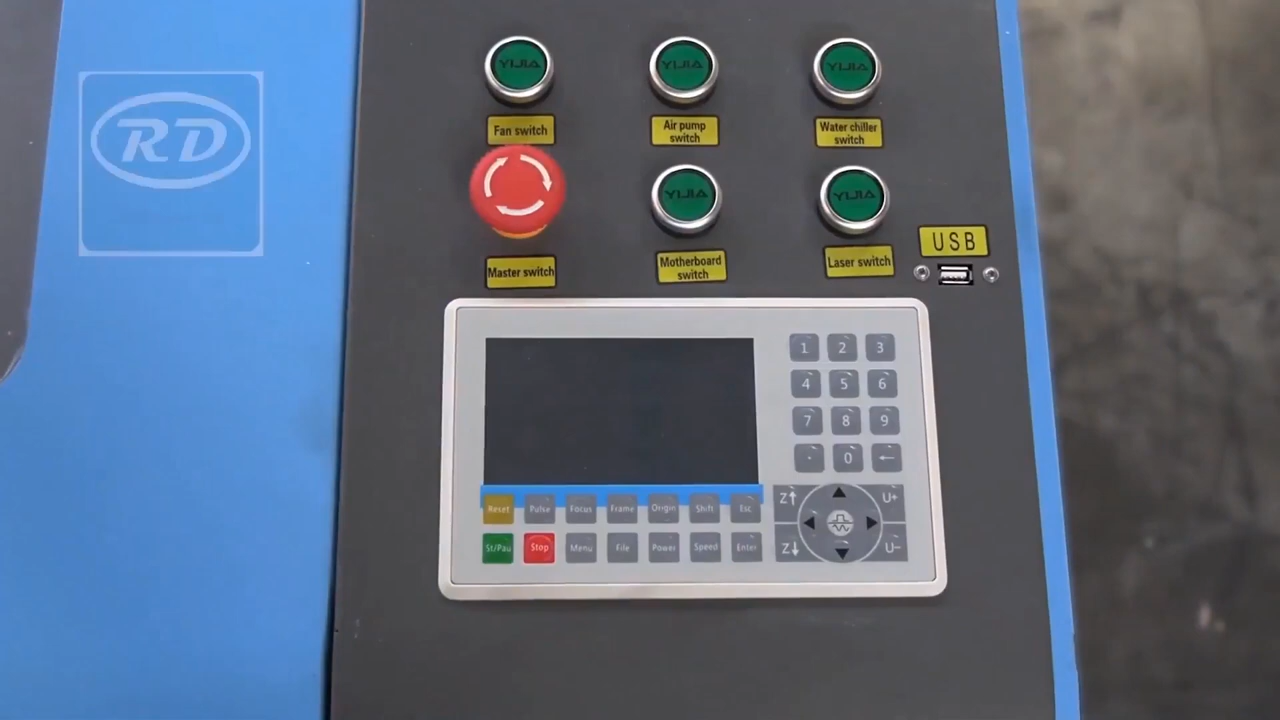 RD
YIJIA
YIJIA
YIJIA
Fan switch
Air pump
switch
Water chiller
switch
YIJIA
YIJIA
Master switch
Motherboard
switch
Laser switch
USB
1 2 3
4 5 6
7 8 9
. 0 ←
Reset Pulse Focus Frame Origin Shift Esc
St/Pau Stop Menu File Power Speed Enter
Z↑ U+
Z↓ U-